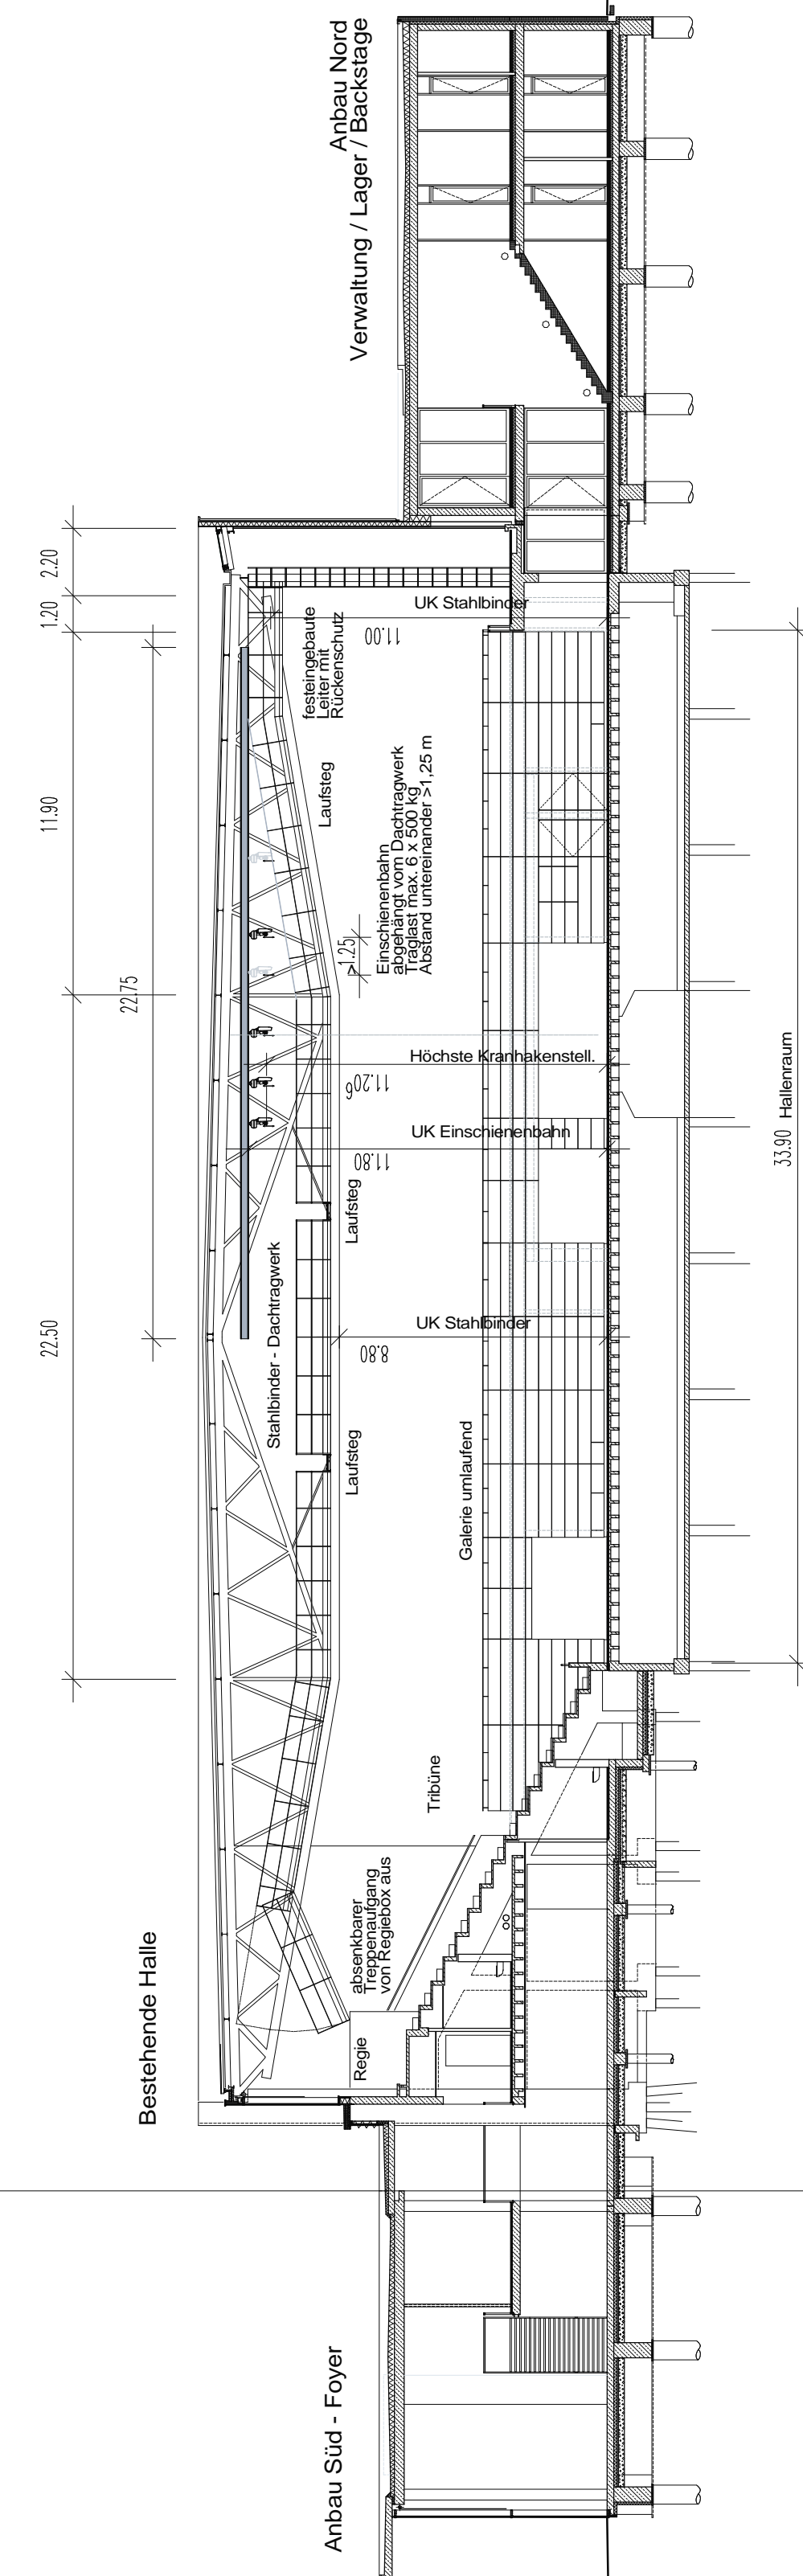 Bestehende Halle
Anbau Süd - Foyer
Anbau Nord
Verwaltung / Lager / Backstage
22.50
11.90
1.20
2.20
22.75
Stahlbinder - Dachtragwerk
Laufsteg
Laufsteg
Laufsteg
festeingebaute
Leiter mit
Rückenschutz
Einschienenbahn
abgehängt vom Dachtragwerk
Traglast max. 6 x 500 kg
Abstand untereinander >1,25 m
>1.25
UK Stahlbinder
8.80
UK Einschienenbahn
11.80
Höchste Kranhakenstell.
11.20⁶
UK Stahlbinder
11.00
Regie
absenkbarer
Treppenaufgang
von Regiebox aus
Tribüne
Galerie umlaufend
33.90 Hallenraum